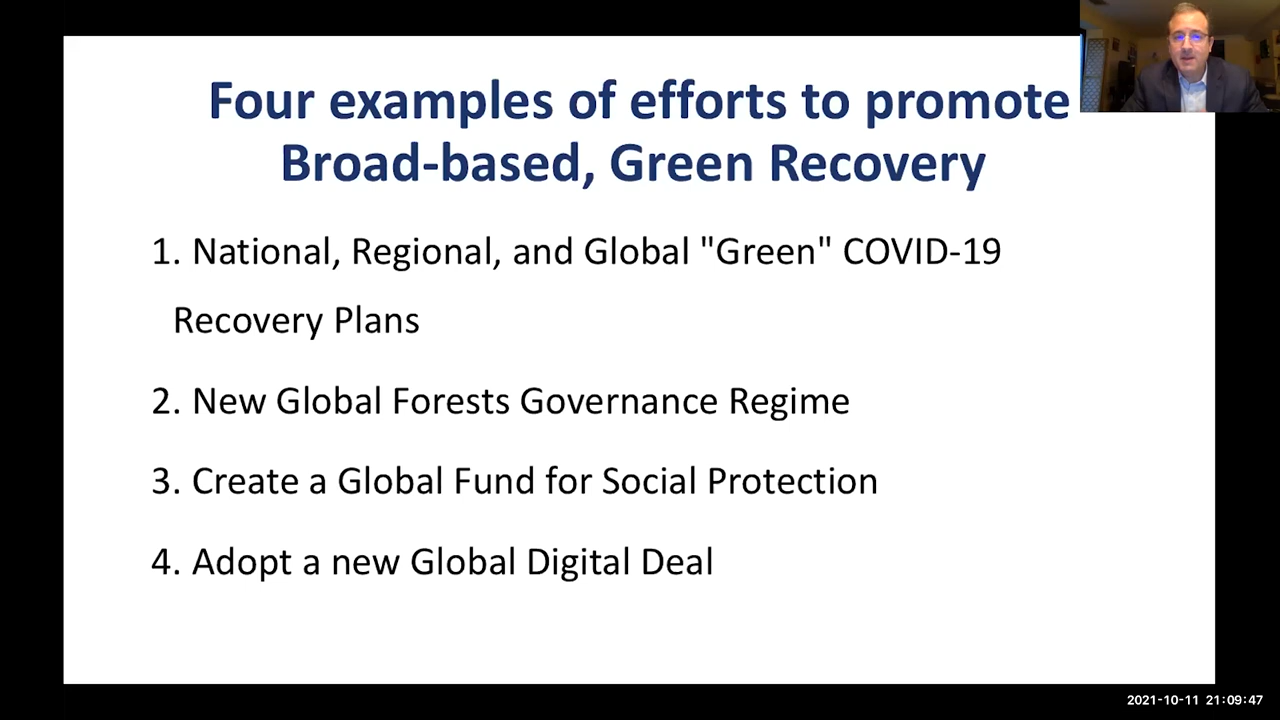 Four examples of efforts to promote
Broad-based, Green Recovery
1. National, Regional, and Global "Green" COVID-19
Recovery Plans
2. New Global Forests Governance Regime
3. Create a Global Fund for Social Protection
4. Adopt a new Global Digital Deal
2021-10-11 21:09:47